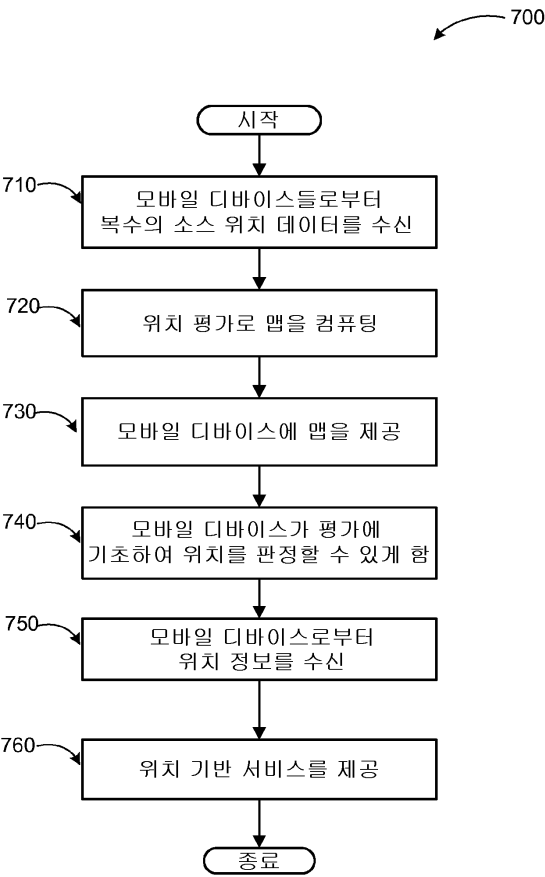 700
시작
710
모바일 디바이스들로부터
복수의 소스 위치 데이터를 수신
720
위치 평가로 맵을 컴퓨팅
730
모바일 디바이스에 맵을 제공
740
모바일 디바이스가 평가에
기초하여 위치를 판정할 수 있게 함
750
모바일 디바이스로부터
위치 정보를 수신
760
위치 기반 서비스를 제공
종료